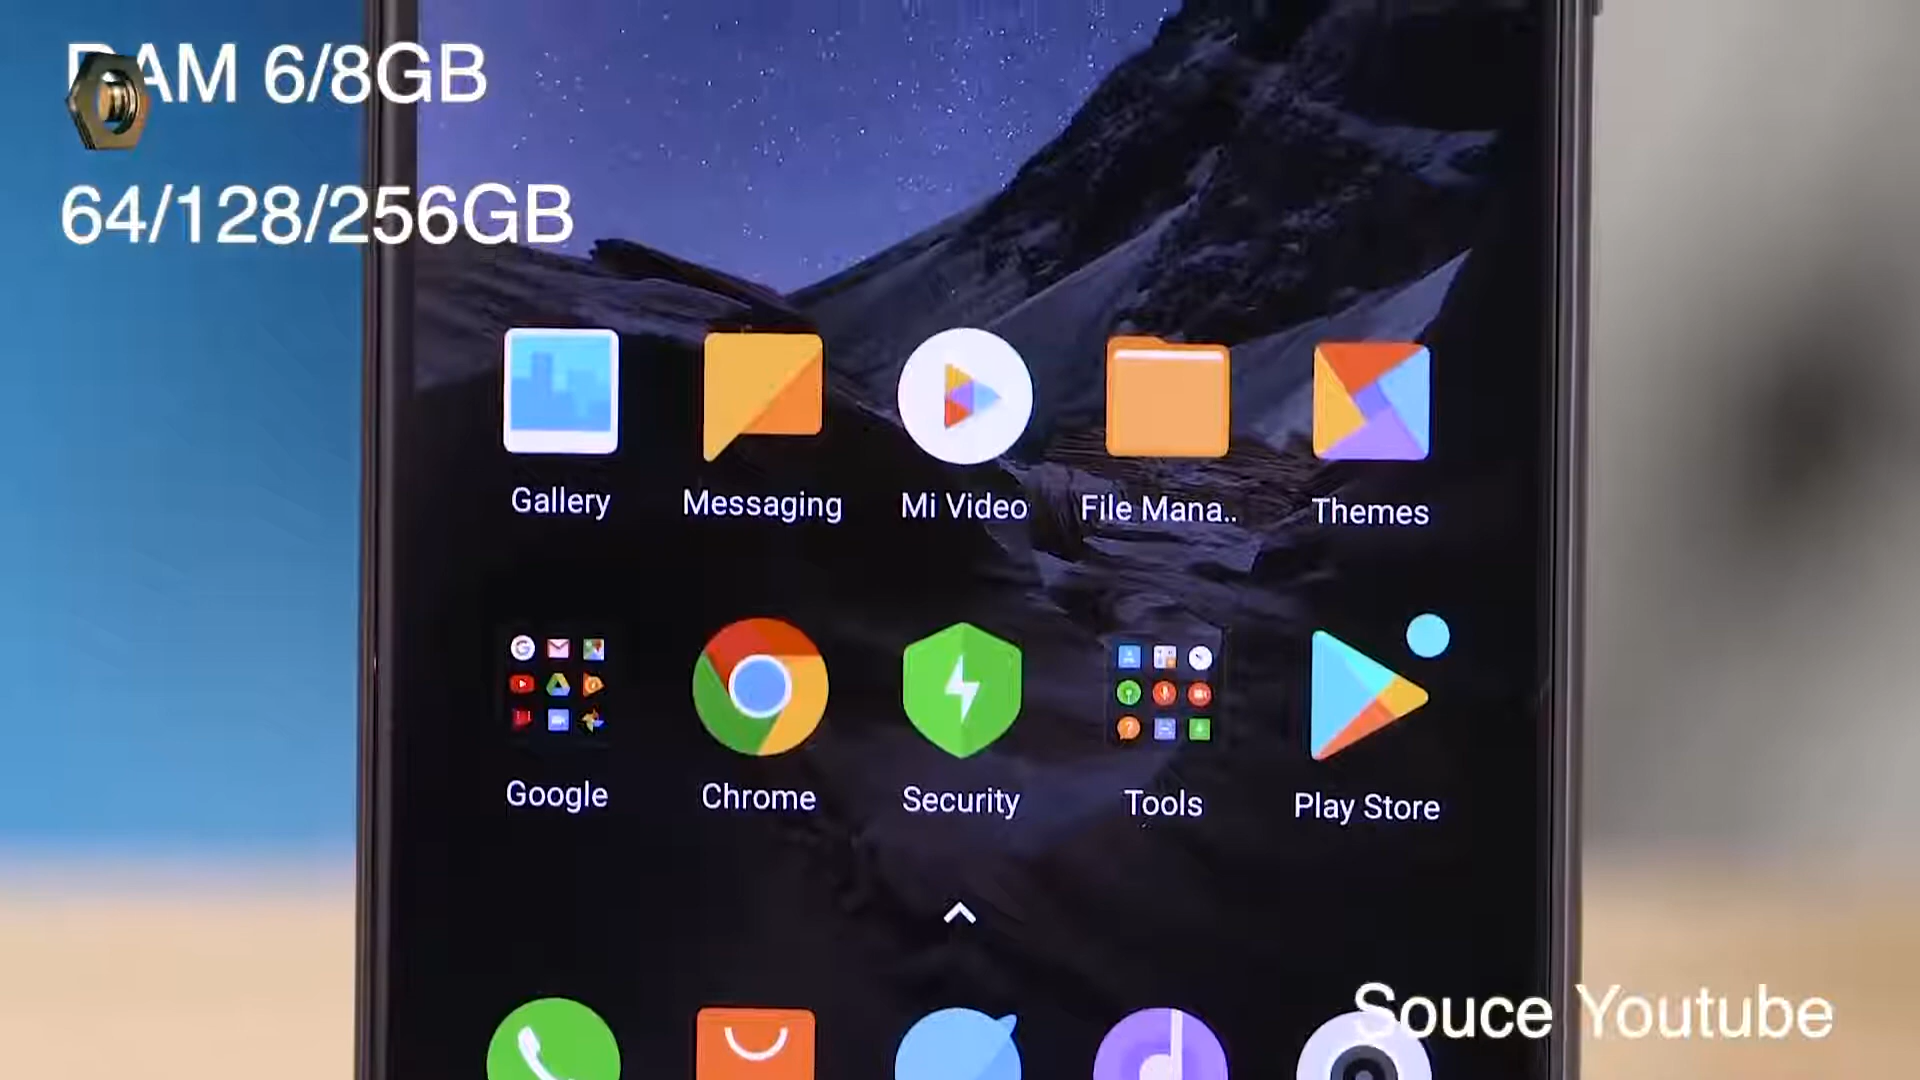 RAM 6/8GB
64/128/256GB
Gallery
Messaging
Mi Video
File Mana..
Themes
Google
Chrome
Security
Tools
Play Store
Souce Youtube